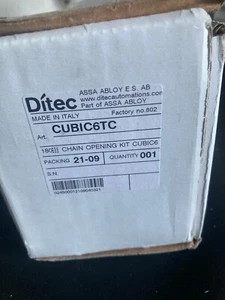 Ditec
ASSA ABLOY E.S. AB
www.ditecautomations.com
Part of ASSA ABLOY
MADE IN ITALY
Factory no.802
Art.
CUBIC6TC
CHAIN OPENING KIT CUBIC6
PACKING 21-09 QUANTITY 001
S.N.